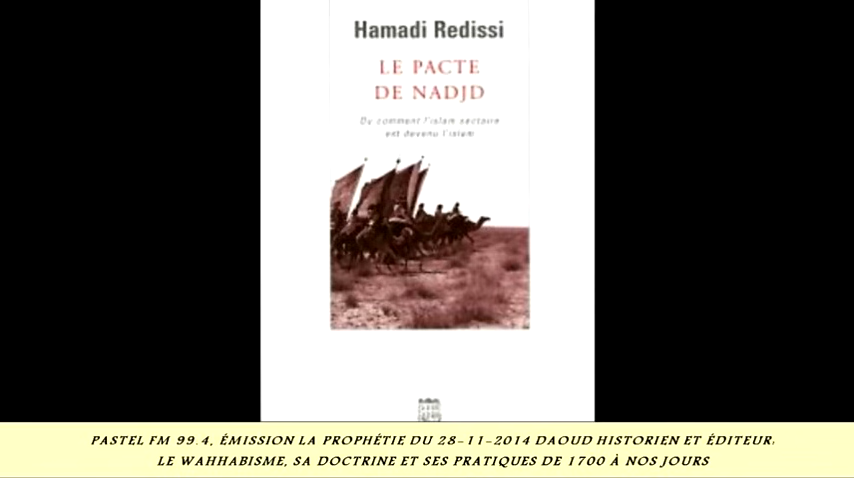 Hamadi Redissi
LE PACTE
DE NADJD
Ou comment l'islam sectaire
est devenu l'islam
PASTEL FM 99.4, ÉMISSION LA PROPHÉTIE DU 28-11-2014 DAOUD HISTORIEN ET ÉDITEUR:
LE WAHHABISME, SA DOCTRINE ET SES PRATIQUES DE 1700 À NOS JOURS